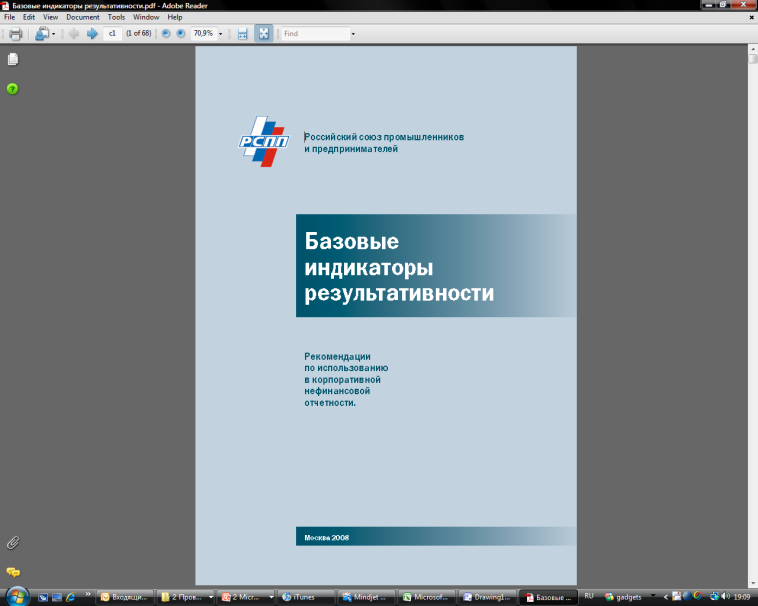 Базовые индикаторы результативности.pdf - Adobe Reader
File Edit View Document Tools Window Help
c1 (1 of 68) 70,9% Find
РСПП
Российский союз промышленников
и предпринимателей
Базовые
индикаторы
результативности
Рекомендации
по использованию
в корпоративной
нефинансовой
отчетности.
Москва 2008
Входящи... 2 Пров... 2 Micr... iTunes Mindjet ... Microsof... Drawing1... Базовые ... RU gadgets 19:09